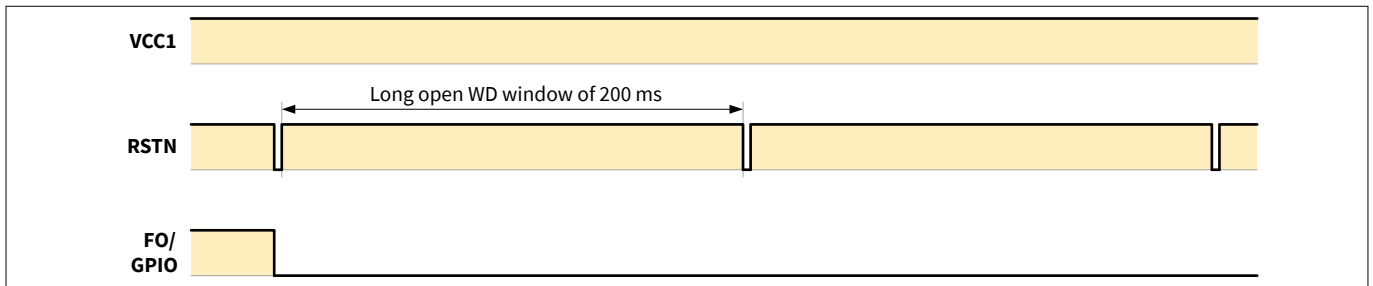 VCC1
Long open WD window of 200 ms
RSTN
FO/
GPIO